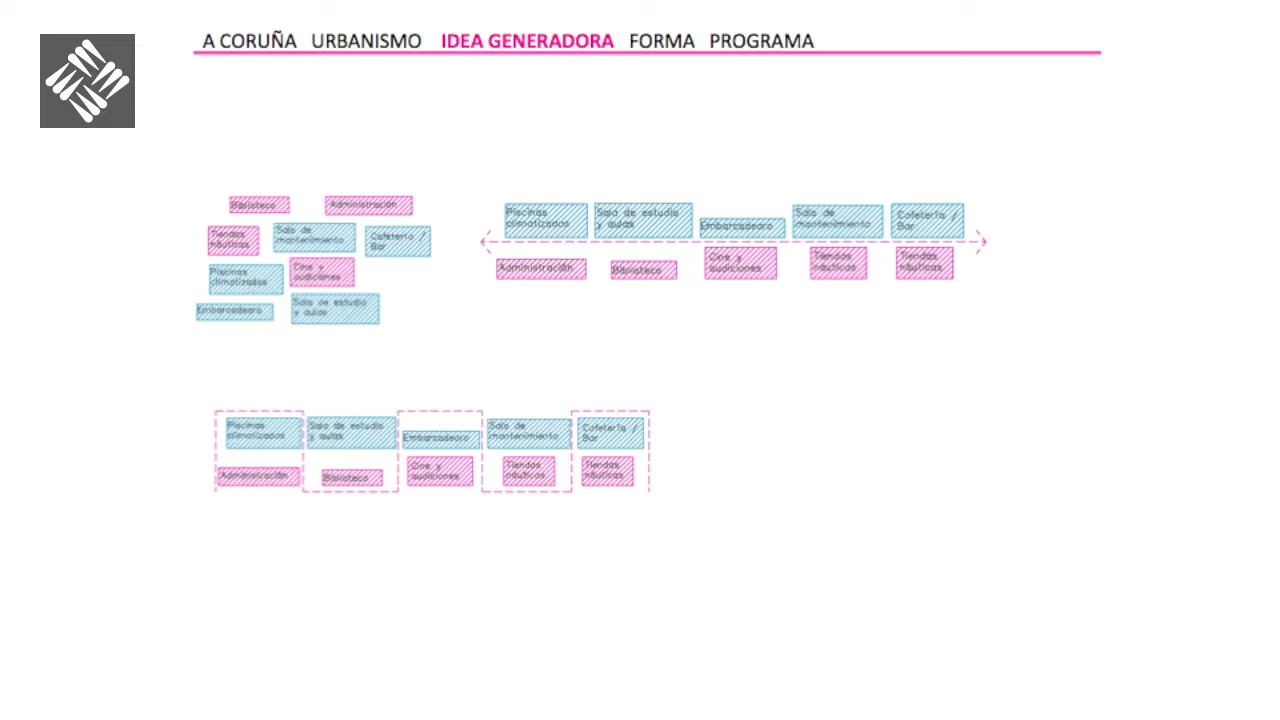 A CORUÑA URBANISMO IDEA GENERADORA FORMA PROGRAMA
Biblioteca
Administración
Tiendas
náuticas
Sala de
mantenimiento
Cafetería /
Bar
Piscinas
climatizadas
Cine y
audiciones
Embarcadearo
Sala de estudio
y aulas
Piscinas
climatizadas
Sala de estudio
y aulas
Embarcadearo
Sala de
mantenimiento
Cafetería /
Bar
Administración
Biblioteca
Cine y
audiciones
Tiendas
náuticas
Tiendas
náuticas
Piscinas
climatizadas
Sala de estudio
y aulas
Embarcadearo
Sala de
mantenimiento
Cafetería /
Bar
Administración
Biblioteca
Cine y
audiciones
Tiendas
náuticas
Tiendas
náuticas